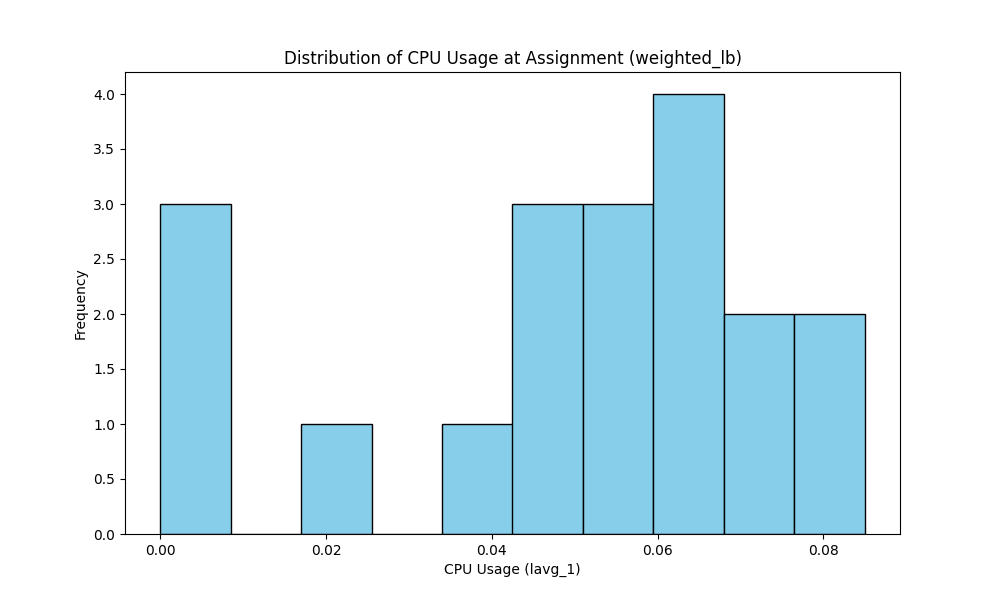 Distribution of CPU Usage at Assignment (weighted_lb)
4.0
3.5
3.0
2.5
2.0
1.5
1.0
0.5
0.0
Frequency
0.00 0.02 0.04 0.06 0.08
CPU Usage (lavg_1)